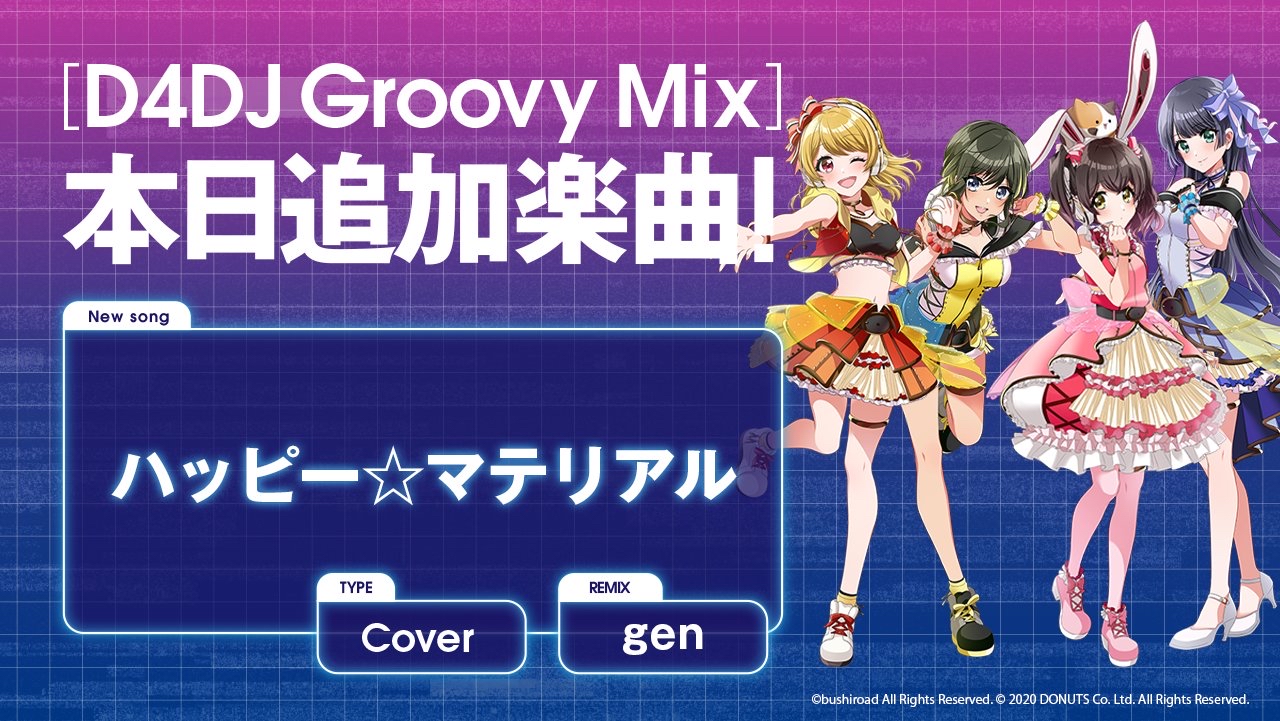 [D4DJ Groovy Mix]
本日追加楽曲!
New song
ハッピー☆マテリアル
TYPE
Cover
REMIX
gen
©bushiroad All Rights Reserved. © 2020 DONUTS Co. Ltd. All Rights Reserved.